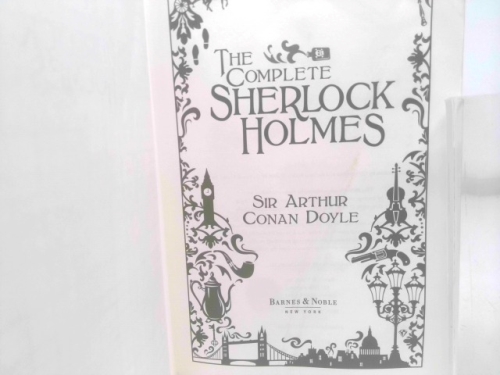 THE
COMPLETE
SHERLOCK
HOLMES
SIR ARTHUR
CONAN DOYLE
BARNES & NOBLE
NEW YORK